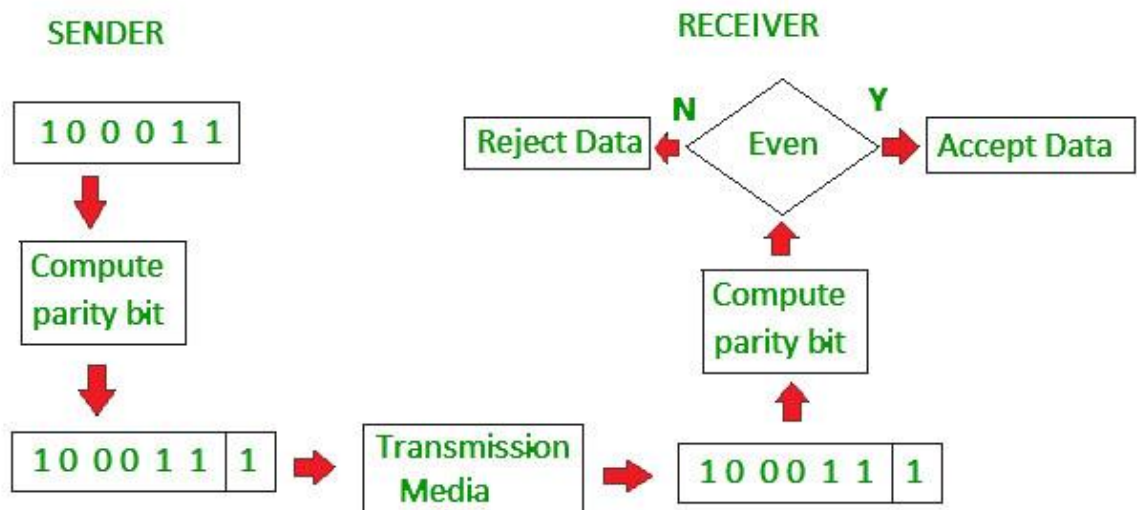 SENDER
1 0 0 0 1 1
Compute
parity bit
1 0 0 0 1 1 1
Transmission
Media
RECEIVER
1 0 0 0 1 1 1
Compute
parity bit
Even
N
Reject Data
Y
Accept Data